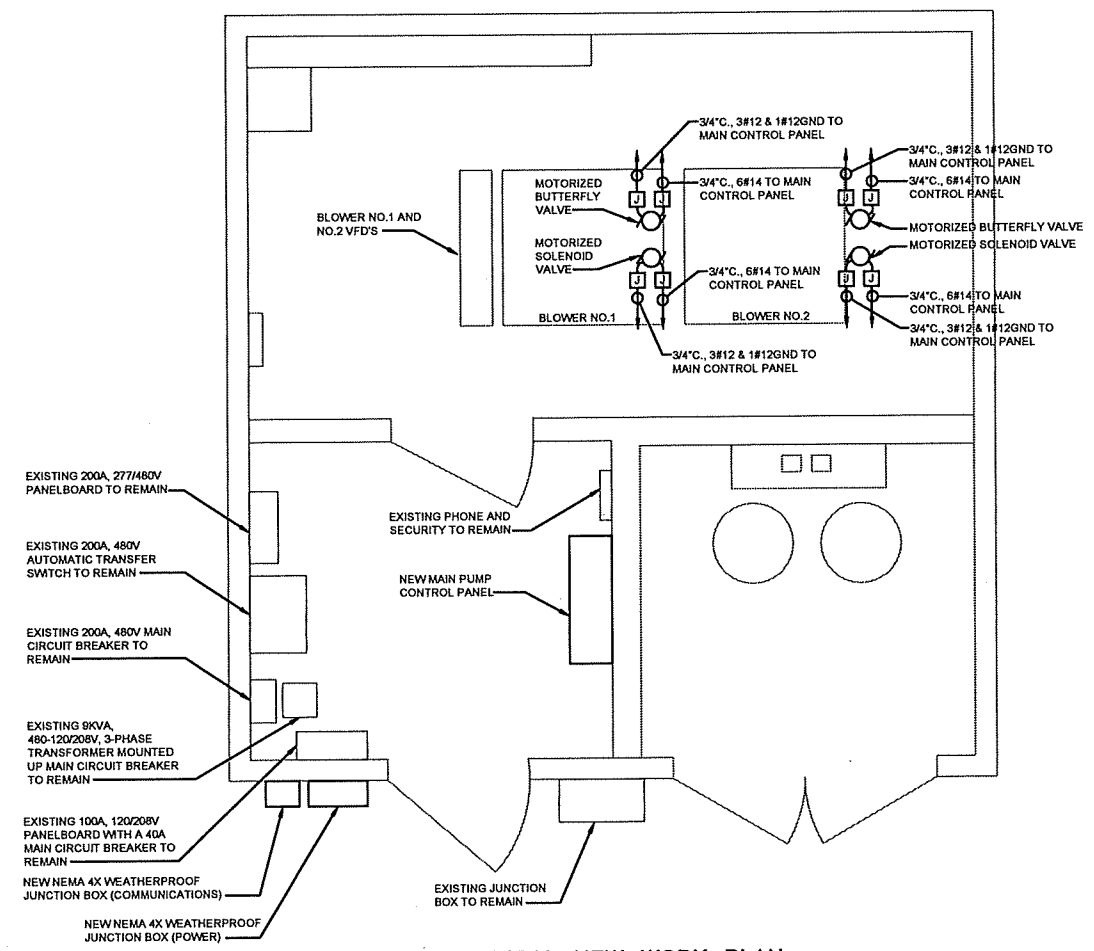 3/4"C., 3#12 & 1#12GND TO
MAIN CONTROL PANEL
3/4"C., 3#12 & 1#12GND TO
MAIN CONTROL PANEL
MOTORIZED
BUTTERFLY
VALVE
J
J
3/4"C., 6#14 TO MAIN
CONTROL PANEL
J
J
3/4"C., 6#14 TO MAIN
CONTROL PANEL
BLOWER NO.1 AND
NO.2 VFD'S
MOTORIZED BUTTERFLY VALVE
MOTORIZED
SOLENOID
VALVE
MOTORIZED SOLENOID VALVE
J
J
3/4"C., 6#14 TO MAIN
CONTROL PANEL
J
J
3/4"C., 6#14 TO MAIN
CONTROL PANEL
BLOWER NO.1
BLOWER NO.2
3/4"C., 3#12 & 1#12GND TO
MAIN CONTROL PANEL
3/4"C., 3#12 & 1#12GND TO
MAIN CONTROL PANEL
EXISTING 200A, 277/480V
PANELBOARD TO REMAIN
EXISTING PHONE AND
SECURITY TO REMAIN
EXISTING 200A, 480V
AUTOMATIC TRANSFER
SWITCH TO REMAIN
NEW MAIN PUMP
CONTROL PANEL
EXISTING 200A, 480V MAIN
CIRCUIT BREAKER TO
REMAIN
EXISTING 9KVA,
480-120/208V, 3-PHASE
TRANSFORMER MOUNTED
UP MAIN CIRCUIT BREAKER
TO REMAIN
EXISTING 100A, 120/208V
PANELBOARD WITH A 40A
MAIN CIRCUIT BREAKER TO
REMAIN
NEW NEMA 4X WEATHERPROOF
JUNCTION BOX (COMMUNICATIONS)
EXISTING JUNCTION
BOX TO REMAIN
NEW NEMA 4X WEATHERPROOF
JUNCTION BOX (POWER)
NEW WORK PLAN